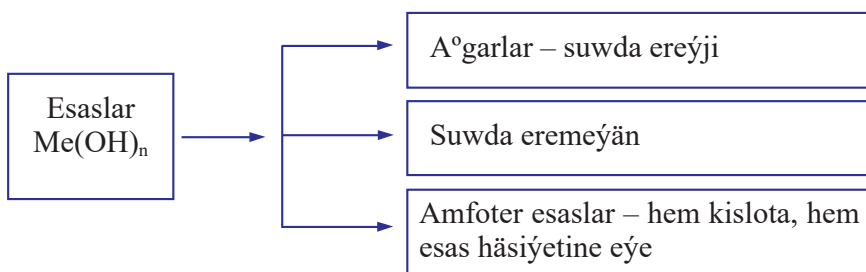 Esaslar
Me(OH)ₙ
Aºgarlar – suwda ereýji
Suwda eremeýän
Amfoter esaslar – hem kislota, hem
esas häsiýetine eýe